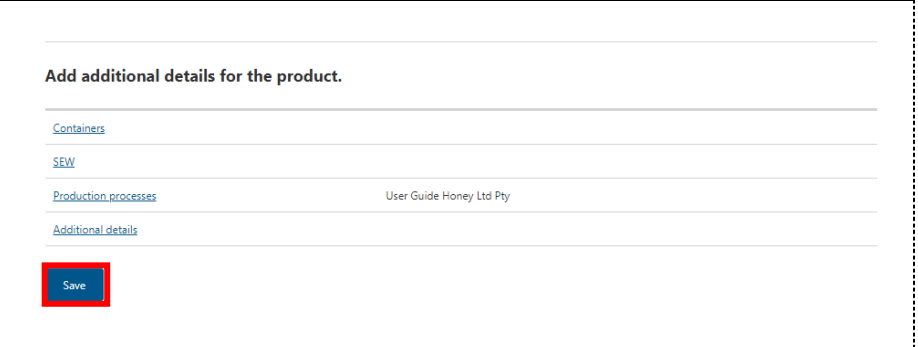 Add additional details for the product.
Containers
SEW
Production processes User Guide Honey Ltd Pty
Additional details
Save